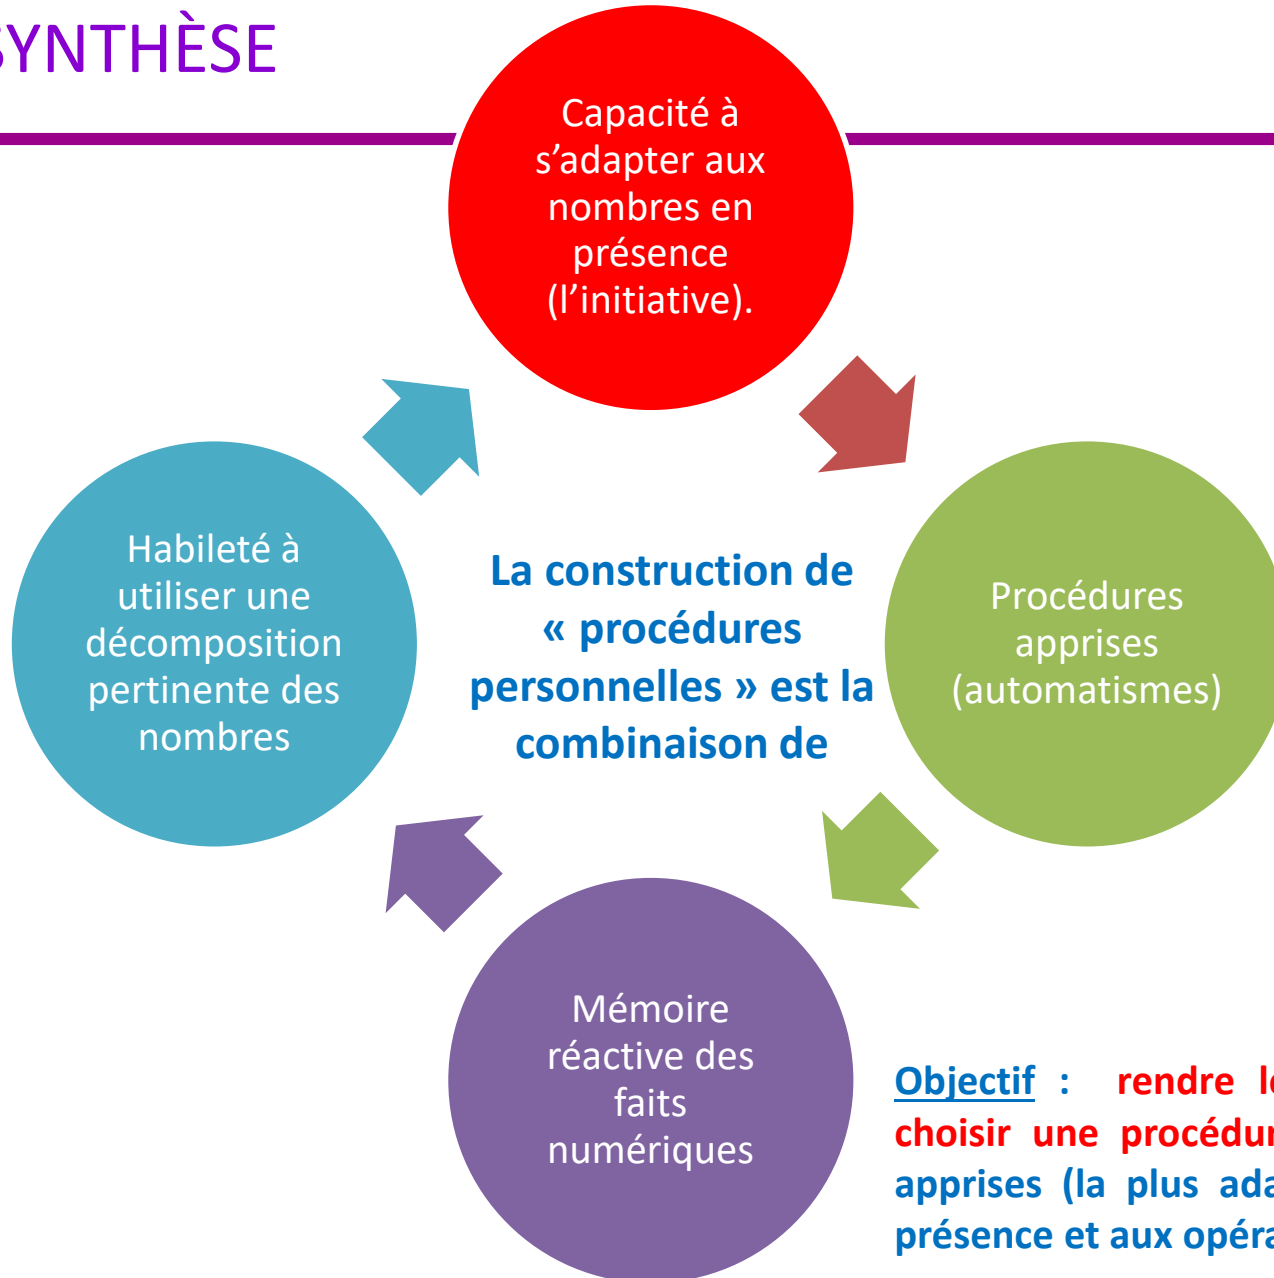 SYNTHÈSE
Capacité à
s’adapter aux
nombres en
présence
(l’initiative).
Habileté à
utiliser une
décomposition
pertinente des
nombres
La construction de
« procédures
personnelles » est la
combinaison de
Procédures
apprises
(automatismes)
Mémoire
réactive des
faits
numériques
Objectif : rendre
choisir une
apprises (la plus
présence et aux